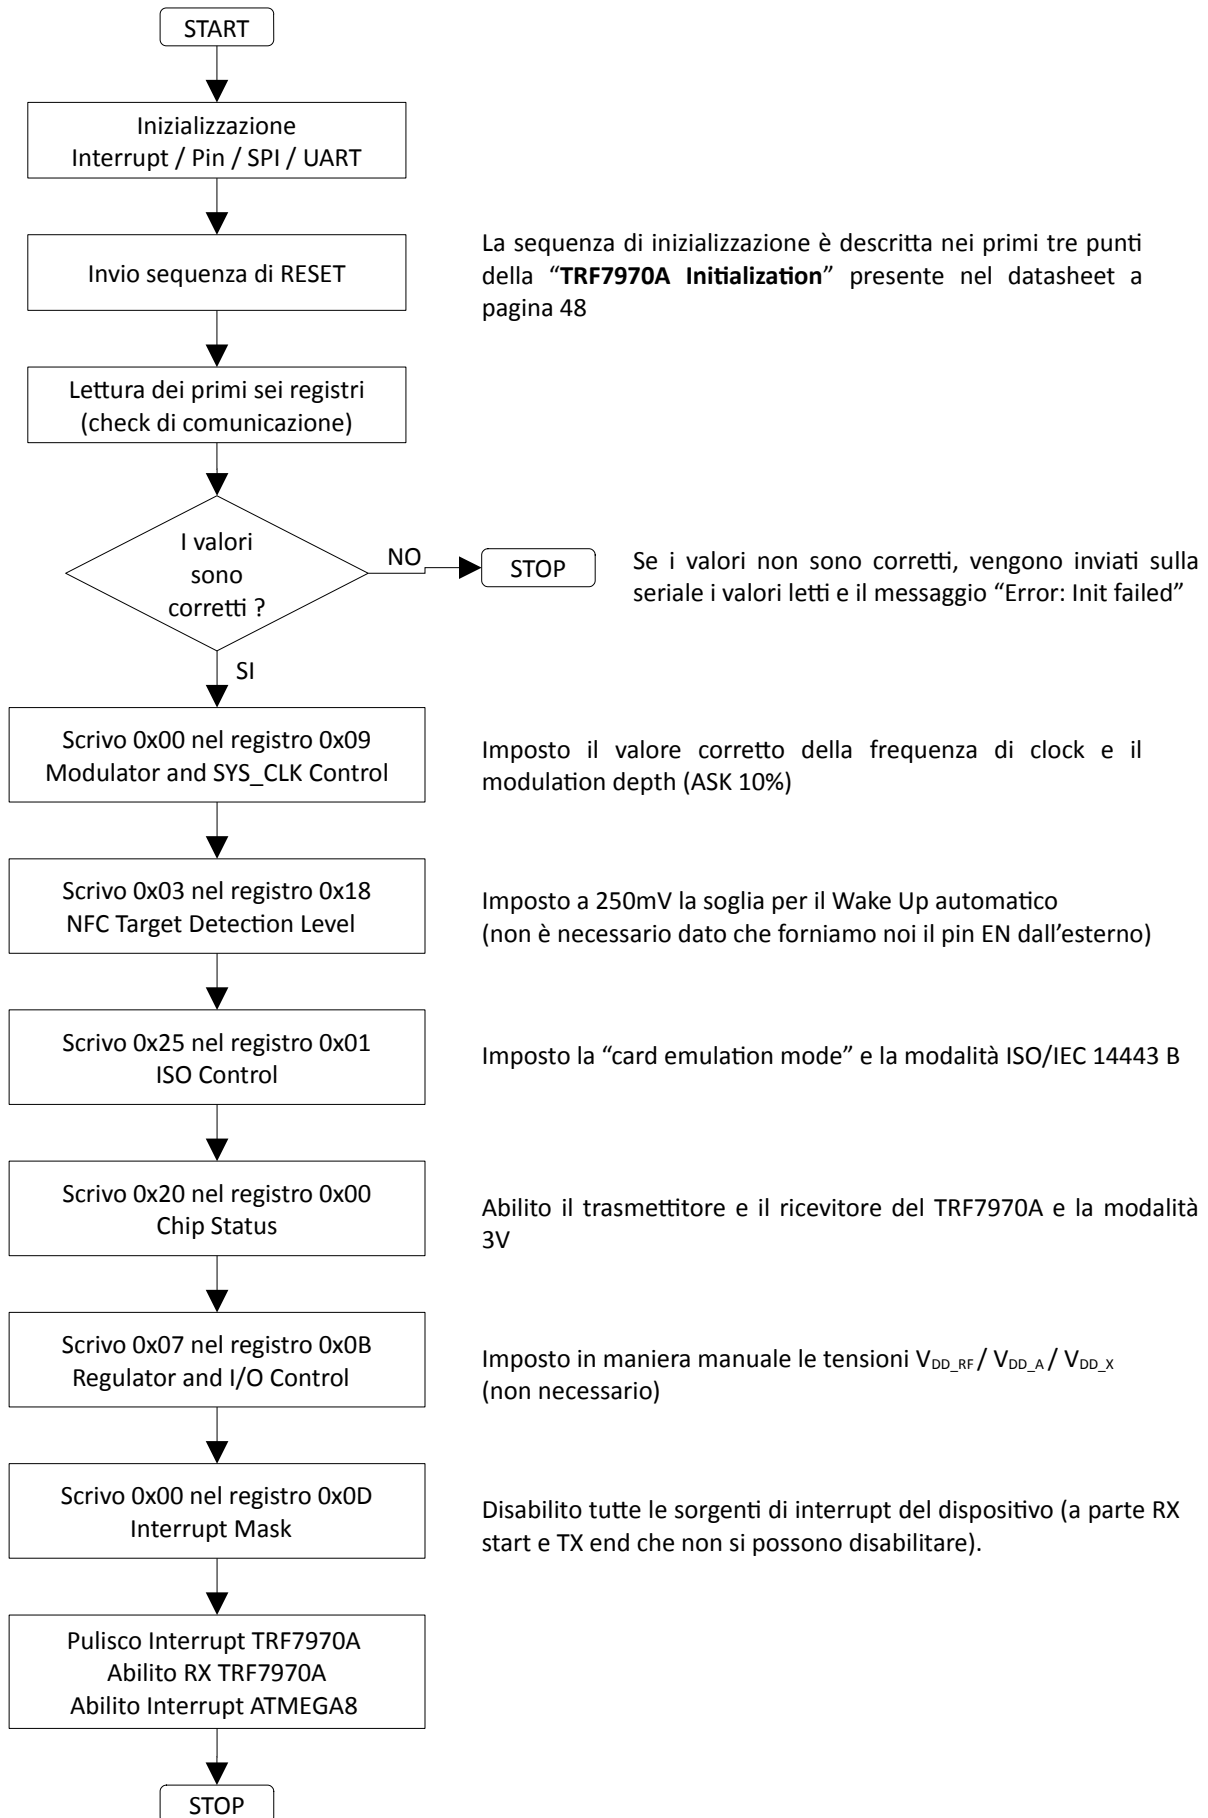 START
Inizializzazione
Interrupt / Pin / SPI / UART
Invio sequenza di RESET
La sequenza di inizializzazione è descritta nei primi tre punti
della “TRF7970A Initialization” presente nel datasheet a
pagina 48
Lettura dei primi sei registri
(check di comunicazione)
I valori
sono
corretti ?
NO
STOP
Se i valori non sono corretti, vengono inviati sulla
seriale i valori letti e il messaggio “Error: Init failed”
SI
Scrivo 0x00 nel registro 0x09
Modulator and SYS_CLK Control
Imposto il valore corretto della frequenza di clock e il
modulation depth (ASK 10%)
Scrivo 0x03 nel registro 0x18
NFC Target Detection Level
Imposto a 250mV la soglia per il Wake Up automatico
(non è necessario dato che forniamo noi il pin EN dall’esterno)
Scrivo 0x25 nel registro 0x01
ISO Control
Imposto la “card emulation mode” e la modalità ISO/IEC 14443 B
Scrivo 0x20 nel registro 0x00
Chip Status
Abilito il trasmettitore e il ricevitore del TRF7970A e la modalità
3V
Scrivo 0x07 nel registro 0x0B
Regulator and I/O Control
Imposto in maniera manuale le tensioni VDD_RF / VDD_A / VDD_X
(non necessario)
Scrivo 0x00 nel registro 0x0D
Interrupt Mask
Disabilito tutte le sorgenti di interrupt del dispositivo (a parte RX
start e TX end che non si possono disabilitare).
Pulisco Interrupt TRF7970A
Abilito RX TRF7970A
Abilito Interrupt ATMEGA8
STOP